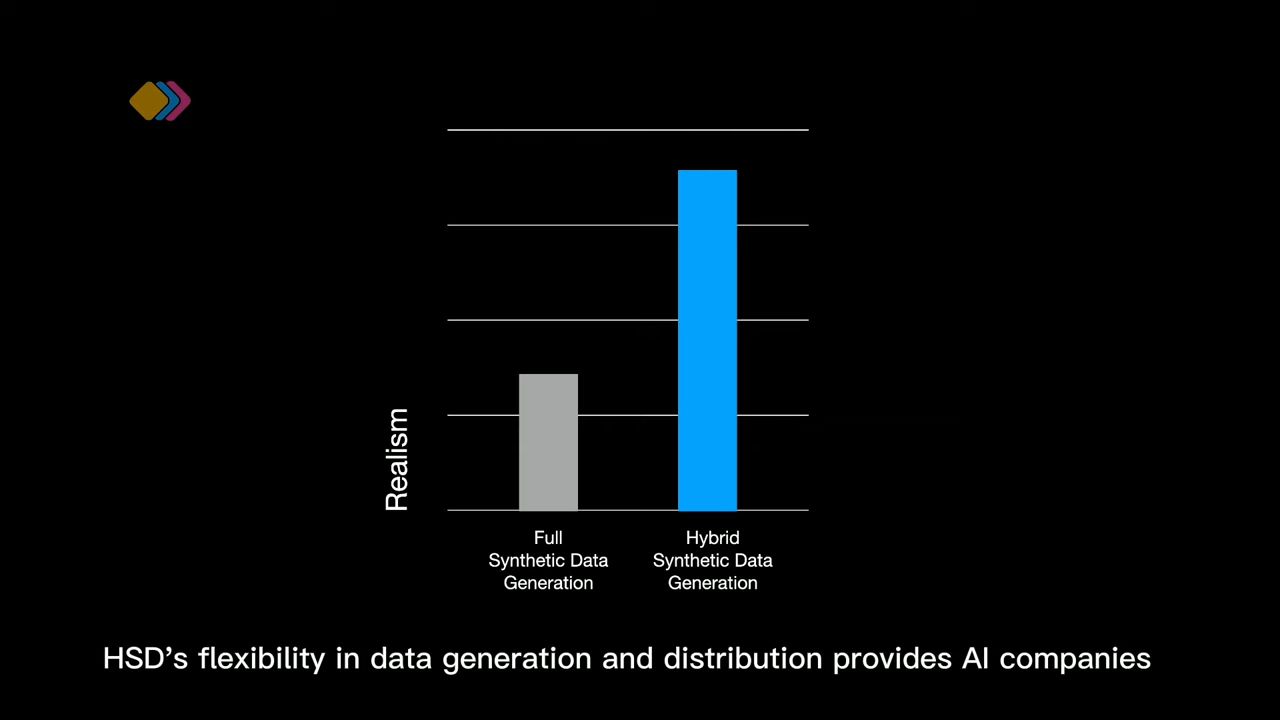 Realism
Full
Synthetic Data
Generation
Hybrid
Synthetic Data
Generation
HSD's flexibility in data generation and distribution provides AI companies